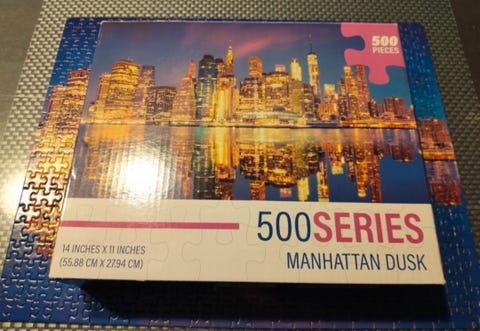 500
PIECES
500SERIES
14 INCHES X 11 INCHES
(55.88 CM X 27.94 CM)
MANHATTAN DUSK